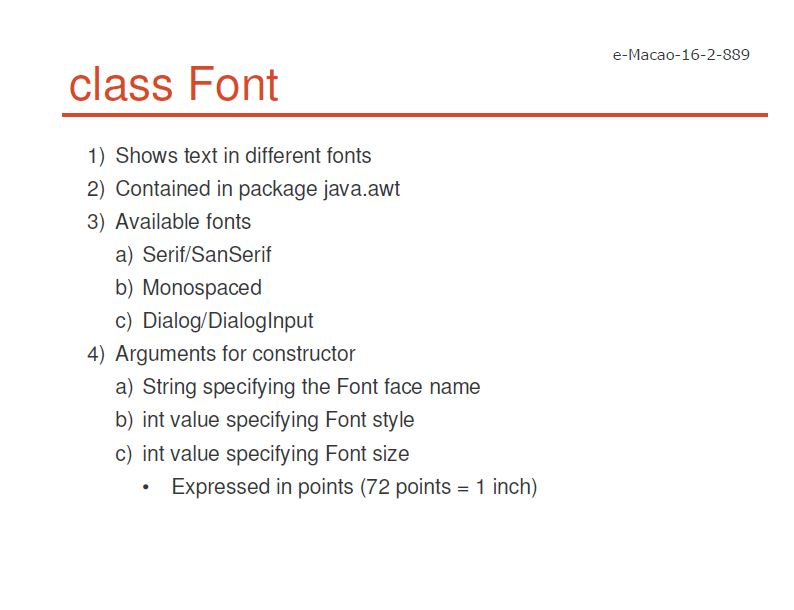 e-Macao-16-2-889
class Font
1) Shows text in different fonts
2) Contained in package java.awt
3) Available fonts
a) Serif/SanSerif
b) Monospaced
c) Dialog/DialogInput
4) Arguments for constructor
a) String specifying the Font face name
b) int value specifying Font style
c) int value specifying Font size
• Expressed in points (72 points = 1 inch)